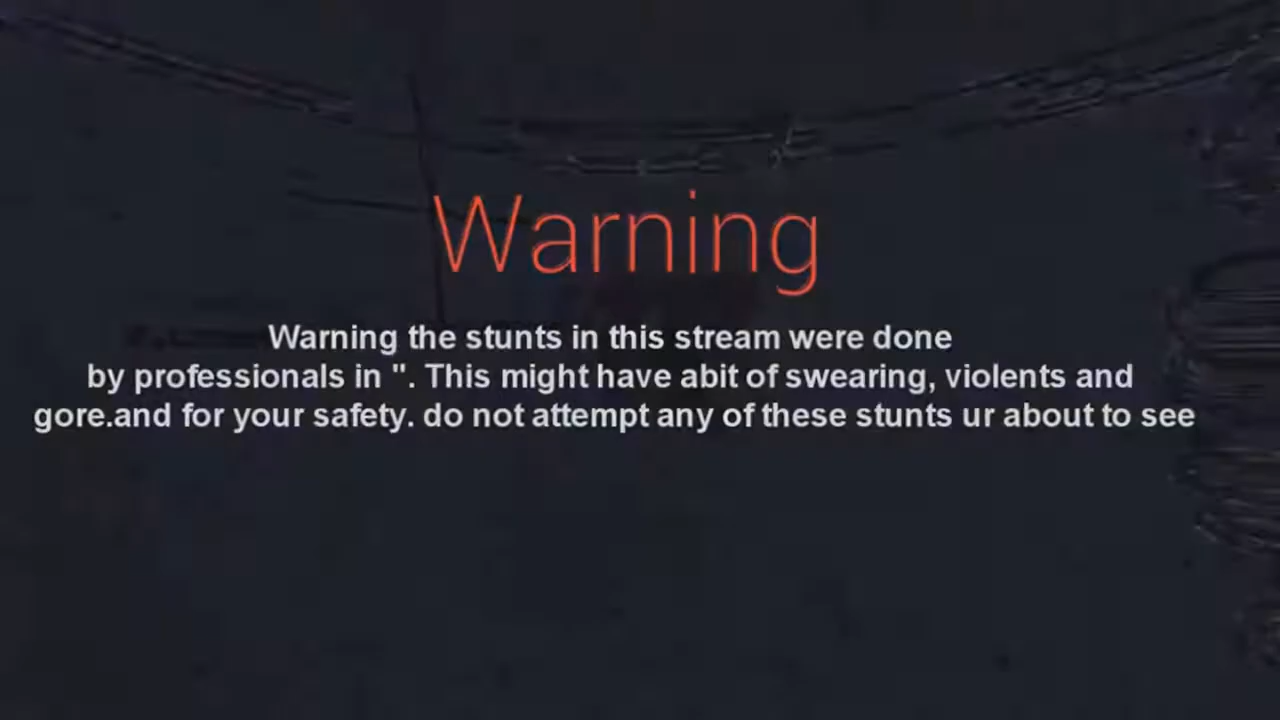 Warning
Warning the stunts in this stream were done
by professionals in ". This might have abit of swearing, violents and
gore.and for your safety. do not attempt any of these stunts ur about to see